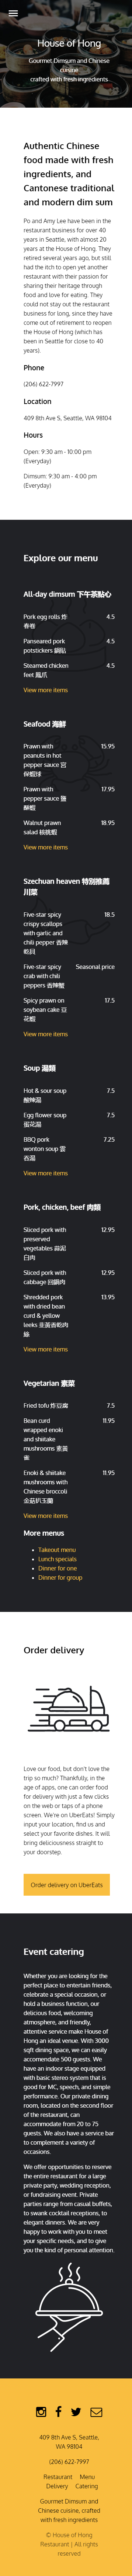 House of Hong
Gourmet Dimsum and Chinese
cuisine
crafted with fresh ingredients
Authentic Chinese
food made with fresh
ingredients, and
Cantonese traditional
and modern dim sum
Po and Amy Lee have been in the
restaurant business for over 40
years in Seattle, with almost 20
years at the House of Hong. They
retired several years ago, but still
had the itch to open yet another
restaurant with their passion for
sharing their heritage through
food and love for eating. They
could not stay out the restaurant
business for long, since they have
come out of retirement to reopen
the House of Hong (which has
been in Seattle for close to 40
years).
Phone
(206) 622-7997
Location
409 8th Ave S, Seattle, WA 98104
Hours
Open: 9:30 am - 10:00 pm
(Everyday)
Dimsum: 9:30 am - 4:00 pm
(Everyday)
Explore our menu
All-day dimsum 下午茶點心
Pork egg rolls 炸 4.5
春卷
Panseared pork 4.5
potstickers 鍋貼
Steamed chicken 4.5
feet 鳳爪
View more items
Seafood 海鮮
Prawn with 15.95
peanuts in hot
pepper sauce 宮
保蝦球
Prawn with 17.95
pepper sauce 椒
鹽蝦
Walnut prawn 18.95
salad 核桃蝦
View more items
Szechuan heaven 特別推薦
川菜
Five-star spicy 18.5
crispy scallops
with garlic and
chili pepper 香辣
乾貝
Five-star spicy Seasonal price
crab with chili
peppers 香辣蟹
Spicy prawn on 17.5
soybean cake 豆
花蝦
View more items
Soup 湯類
Hot & sour soup 7.5
酸辣湯
Egg flower soup 7.5
蛋花湯
BBQ pork 7.25
wonton soup 雲
吞湯
View more items
Pork, chicken, beef 肉類
Sliced pork with 12.95
preserved
vegetables 蒜泥
白肉
Sliced pork with 12.95
cabbage 回鍋肉
Shredded pork 13.95
with dried bean
curd & yellow
leeks 韭黃香乾肉
絲
View more items
Vegetarian 素菜
Fried tofu 炸豆腐 7.5
Bean curd 11.95
wrapped enoki
and shiitake
mushrooms 素黃
雀
Enoki & shiitake 11.95
mushrooms with
Chinese broccoli
金菇扒玉蘭
View more items
More menus
Takeout menu
Lunch specials
Dinner for one
Dinner for group
Order delivery
Love our food, but don't love the
trip so much? Thankfully, in the
age of apps, one can order food
for delivery with just a few clicks
on the web or taps of a phone
screen. We're on UberEats! Simply
input your location, find us and
select your favorite dishes. It will
bring deliciousness straight to
your doorstep.
Order delivery on UberEats
Event catering
Whether you are looking for the
perfect place to entertain friends,
celebrate a special occasion, or
hold a business function, our
delicious food, welcoming
atmosphere, and friendly,
attentive service make House of
Hong an ideal venue. With 3000
sqft dining space, we can easily
accomendate 500 guests. We
have an indoor stage equipped
with basic stereo system that is
good for MC, speech, and simple
performance. Our private dining
room, located on the second floor
of the restaurant, can
accommodate from 20 to 75
guests. We also have a service bar
to complement a variety of
occasions.
We offer opportunities to reserve
the entire restaurant for a large
private party, wedding reception,
or fundraising event. Private
parties range from casual buffets,
to swank cocktail receptions, to
elegant dinners. We are very
happy to work with you to meet
your specific needs, and to give
you the kind of personal attention.
409 8th Ave S, Seattle,
WA 98104
(206) 622-7997
Restaurant Menu
Delivery Catering
Gourmet Dimsum and
Chinese cuisine, crafted
with fresh ingredients
© House of Hong
Restaurant | All rights
reserved